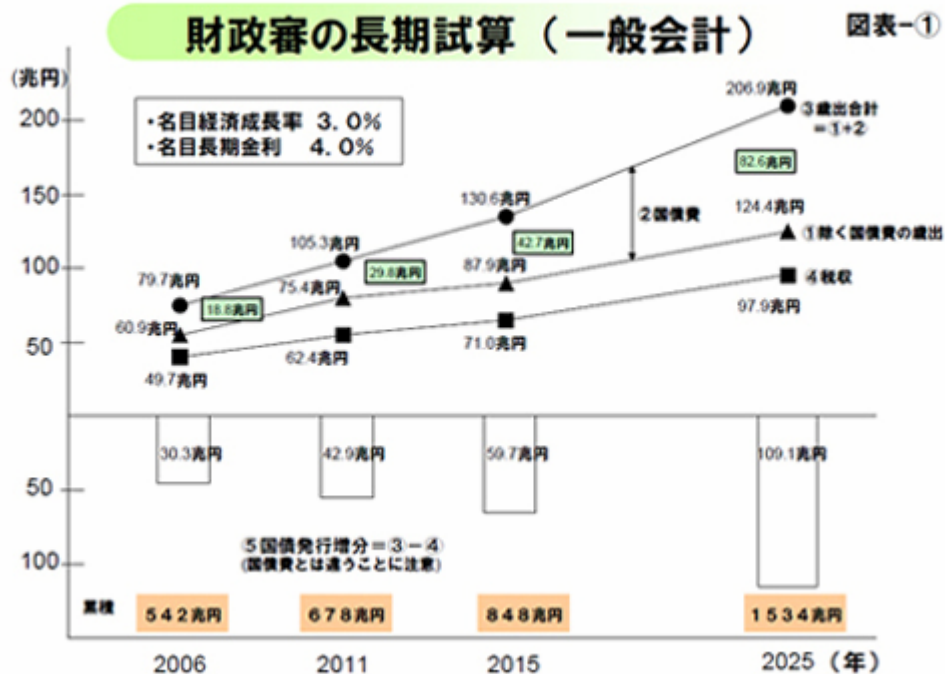 財政審の長期試算（一般会計）
図表-①
(兆円)
・名目経済成長率 3.0%
・名目長期金利 4.0%
200
150
100
50
206.9兆円
③歳出合計
=①+②
82.6兆円
130.6兆円
②国債費
124.4兆円
①除く国債費の歳出
105.3兆円
42.7兆円
79.7兆円
29.8兆円
87.9兆円
④税収
75.4兆円
18.8兆円
60.9兆円
97.9兆円
71.0兆円
62.4兆円
49.7兆円
30.3兆円
42.9兆円
59.7兆円
109.1兆円
50
100
⑤国債発行増分=③-④
(国債費とは違うことに注意)
累積
542兆円
678兆円
848兆円
1534兆円
2006
2011
2015
2025
(年)